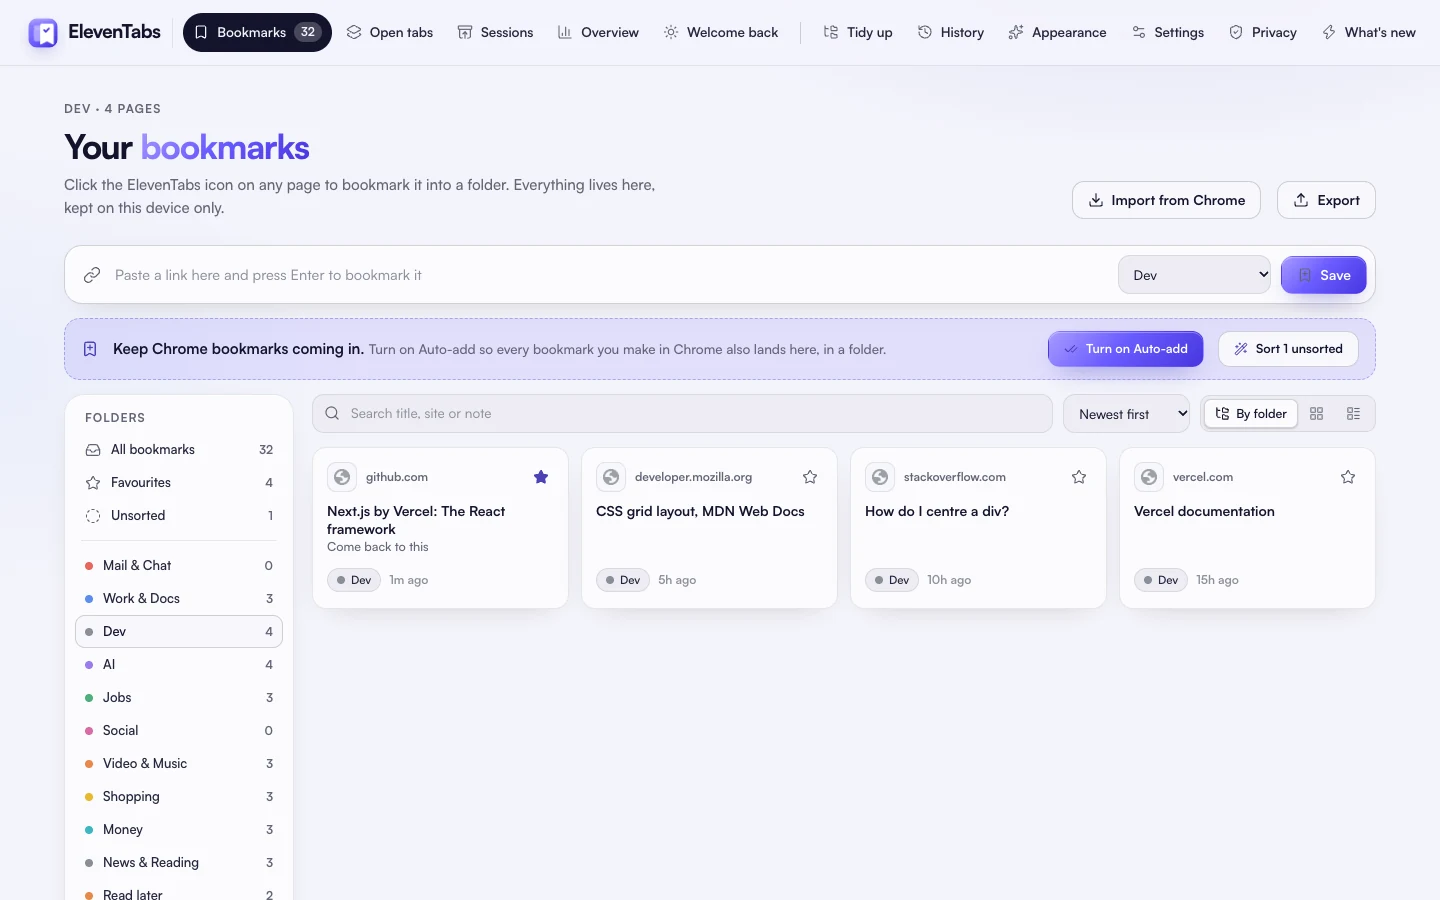 ElevenTabs
Bookmarks 32
Open tabs
Sessions
Overview
Welcome back
Tidy up
History
Appearance
Settings
Privacy
What's new
DEV · 4 PAGES
Your bookmarks
Click the ElevenTabs icon on any page to bookmark it into a folder. Everything lives here,
kept on this device only.
Import from Chrome
Export
Paste a link here and press Enter to bookmark it
Dev
Save
Keep Chrome bookmarks coming in. Turn on Auto-add so every bookmark you make in Chrome also lands here, in a folder.
Turn on Auto-add
Sort 1 unsorted
FOLDERS
All bookmarks 32
Favourites 4
Unsorted 1
Mail & Chat 0
Work & Docs 3
Dev 4
AI 4
Jobs 3
Social 0
Video & Music 3
Shopping 3
Money 3
News & Reading 3
Read later 2
Search title, site or note
Newest first
By folder
github.com
Next.js by Vercel: The React
framework
Come back to this
Dev 1m ago
developer.mozilla.org
CSS grid layout, MDN Web Docs
Dev 5h ago
stackoverflow.com
How do I centre a div?
Dev 10h ago
vercel.com
Vercel documentation
Dev 15h ago